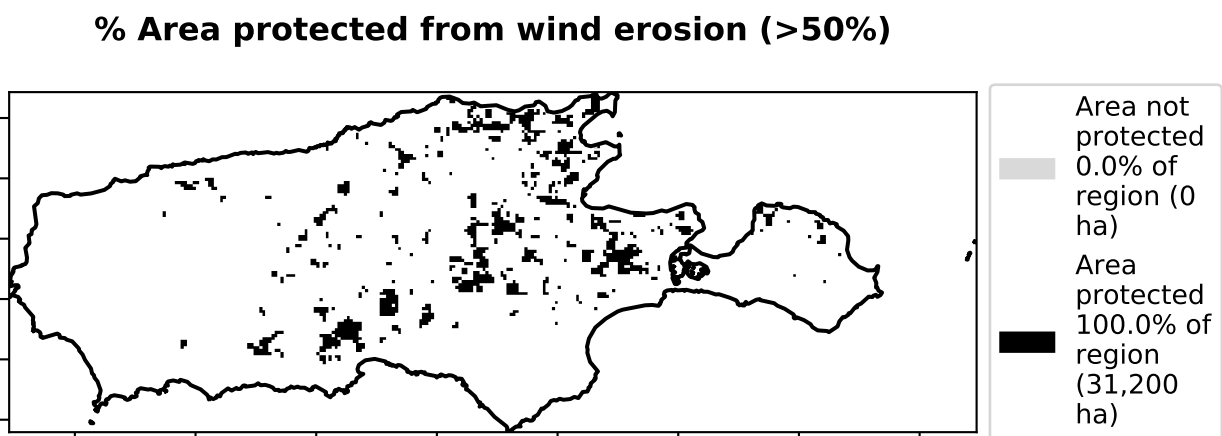 % Area protected from wind erosion (>50%)
Area not
protected
0.0% of
region (0
ha)
Area
protected
100.0% of
region
(31,200
ha)